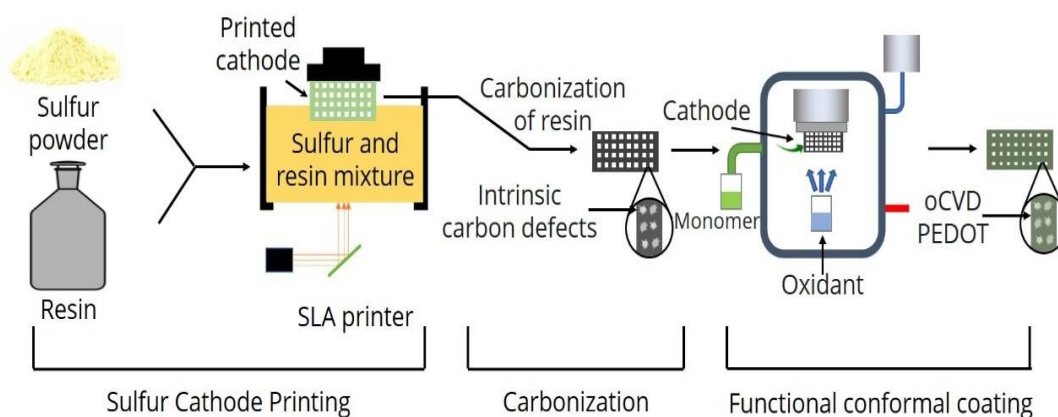 Sulfur
powder
Resin
Printed
cathode
Sulfur and
resin mixture
SLA printer
Carbonization
of resin
Intrinsic
carbon defects
Cathode
Monomer
Oxidant
oCVD
PEDOT
Sulfur Cathode Printing
Carbonization
Functional conformal coating